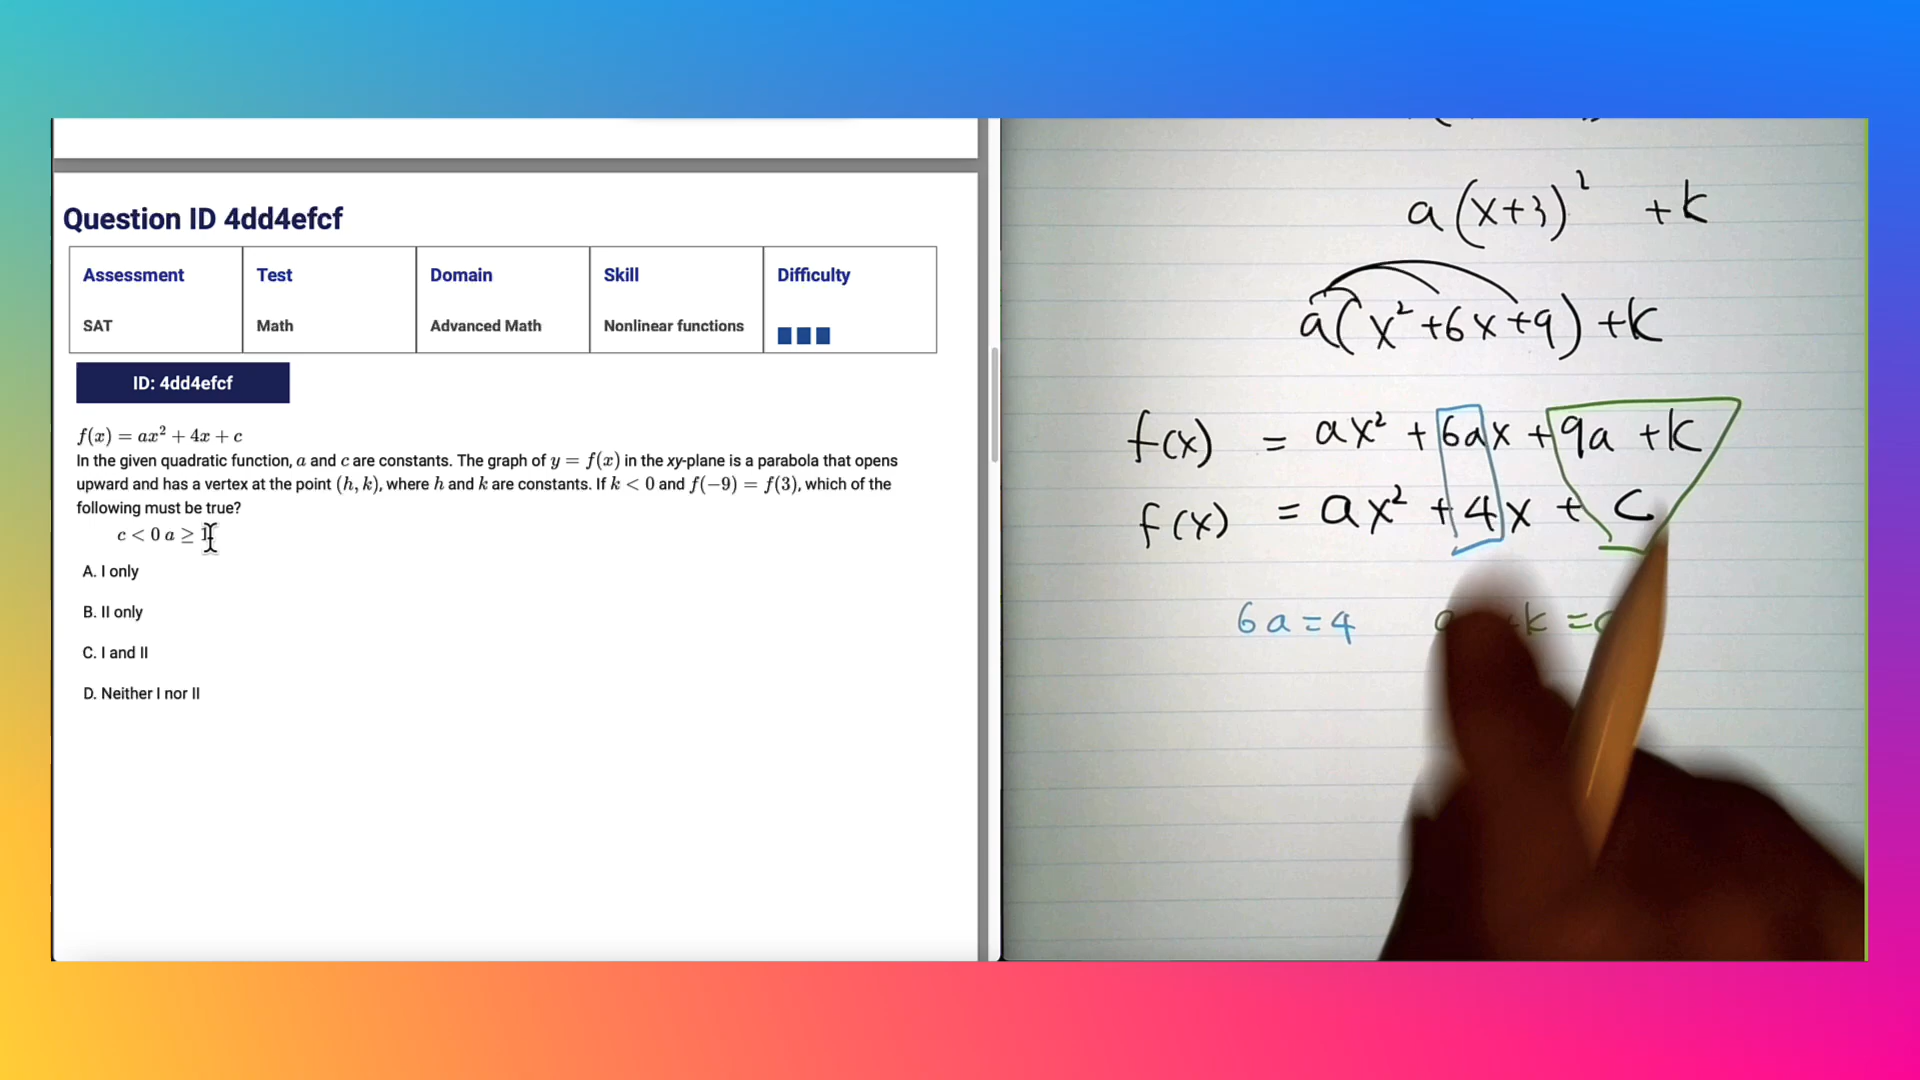 Question ID 4dd4efcf
Assessment Test Domain Skill Difficulty
SAT Math Advanced Math Nonlinear functions
ID: 4dd4efcf
f(x) = ax² + 4x + c
In the given quadratic function, a and c are constants. The graph of y = f(x) in the xy-plane is a parabola that opens
upward and has a vertex at the point (h, k), where h and k are constants. If k < 0 and f(−9) = f(3), which of the
following must be true?
c < 0 a ≥ 1
A. I only
B. II only
C. I and II
D. Neither I nor II
a(x+3)² +k
a(x²+6x+9)+k
f(x) = ax² +6ax+9a +k
f(x) = ax² +4x + c
6a=4
k =